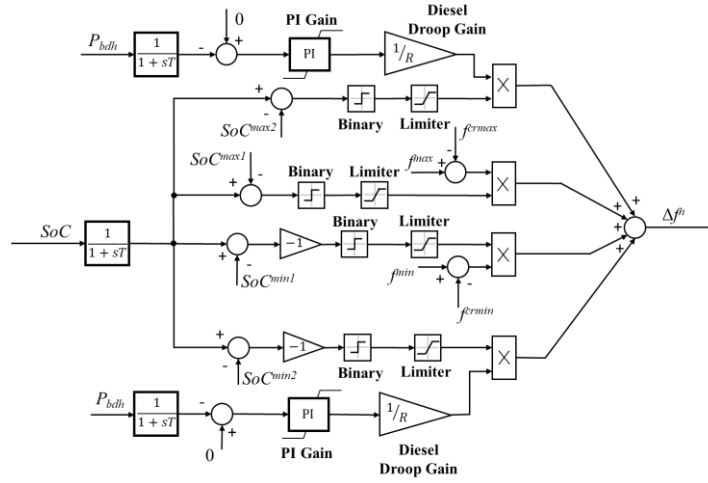 0
PI Gain
Diesel
Droop Gain
P_bdh
1
1 + sT
-
+
PI
1/R
X
+
-
SoC^max2
Binary
Limiter
f^crmax
-
f^max
+
SoC^max1
-
+
Binary
Limiter
X
SoC
1
1 + sT
+
-
SoC^min1
−1
Binary
Limiter
X
f^min
+
-
f^crmin
+
+
+
+
Δf^n
+
-
SoC^min2
−1
Binary
Limiter
X
P_bdh
1
1 + sT
-
+
0
PI
PI Gain
1/R
Diesel
Droop Gain